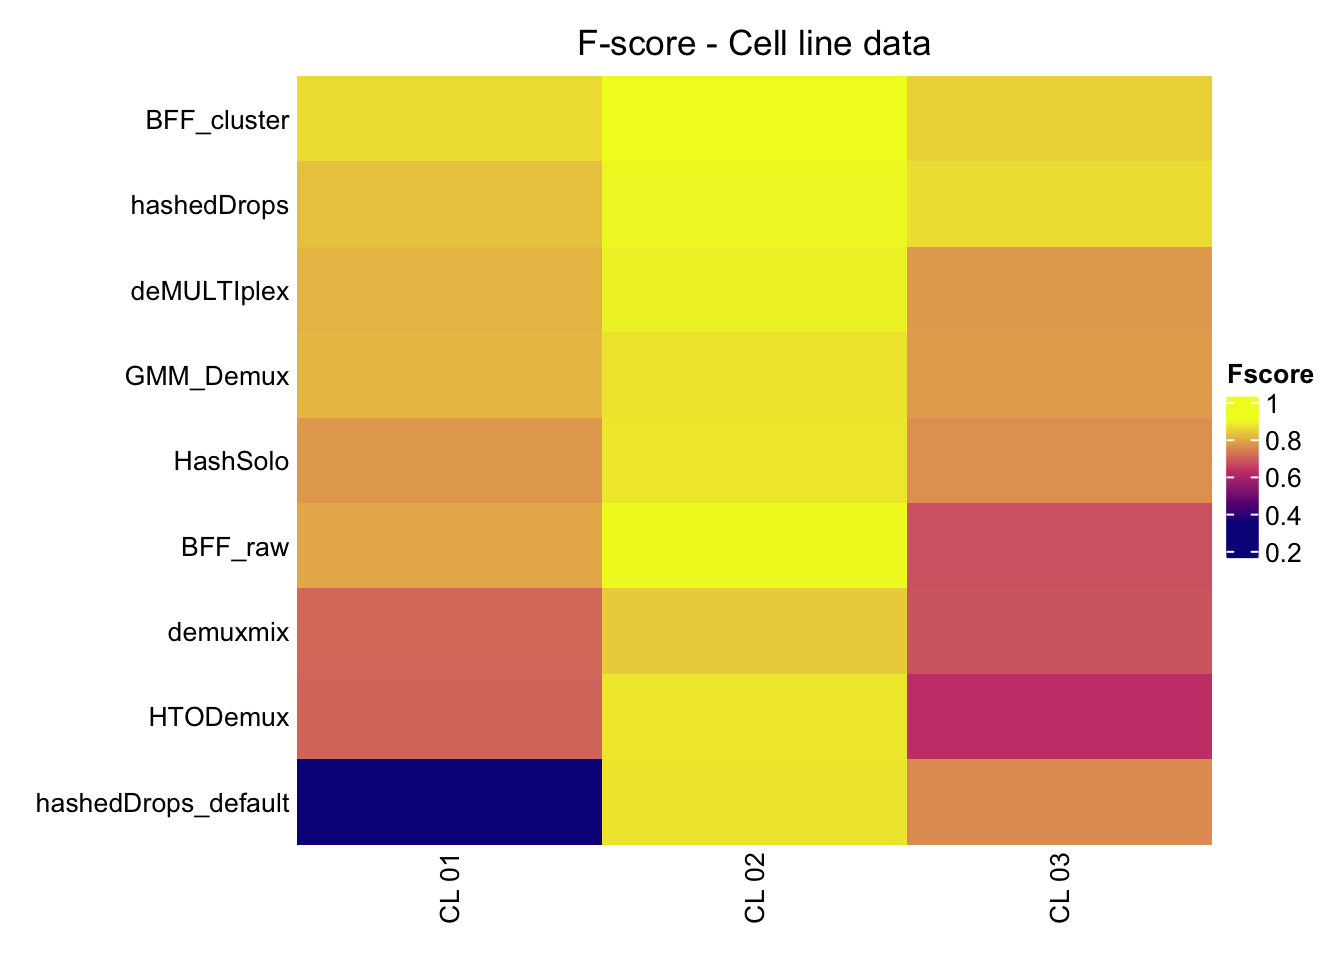 F-score - Cell line data
BFF_cluster
hashedDrops
deMULTIplex
GMM_Demux
HashSolo
BFF_raw
demuxmix
HTODemux
hashedDrops_default
CL 01
CL 02
CL 03
Fscore
1
0.8
0.6
0.4
0.2